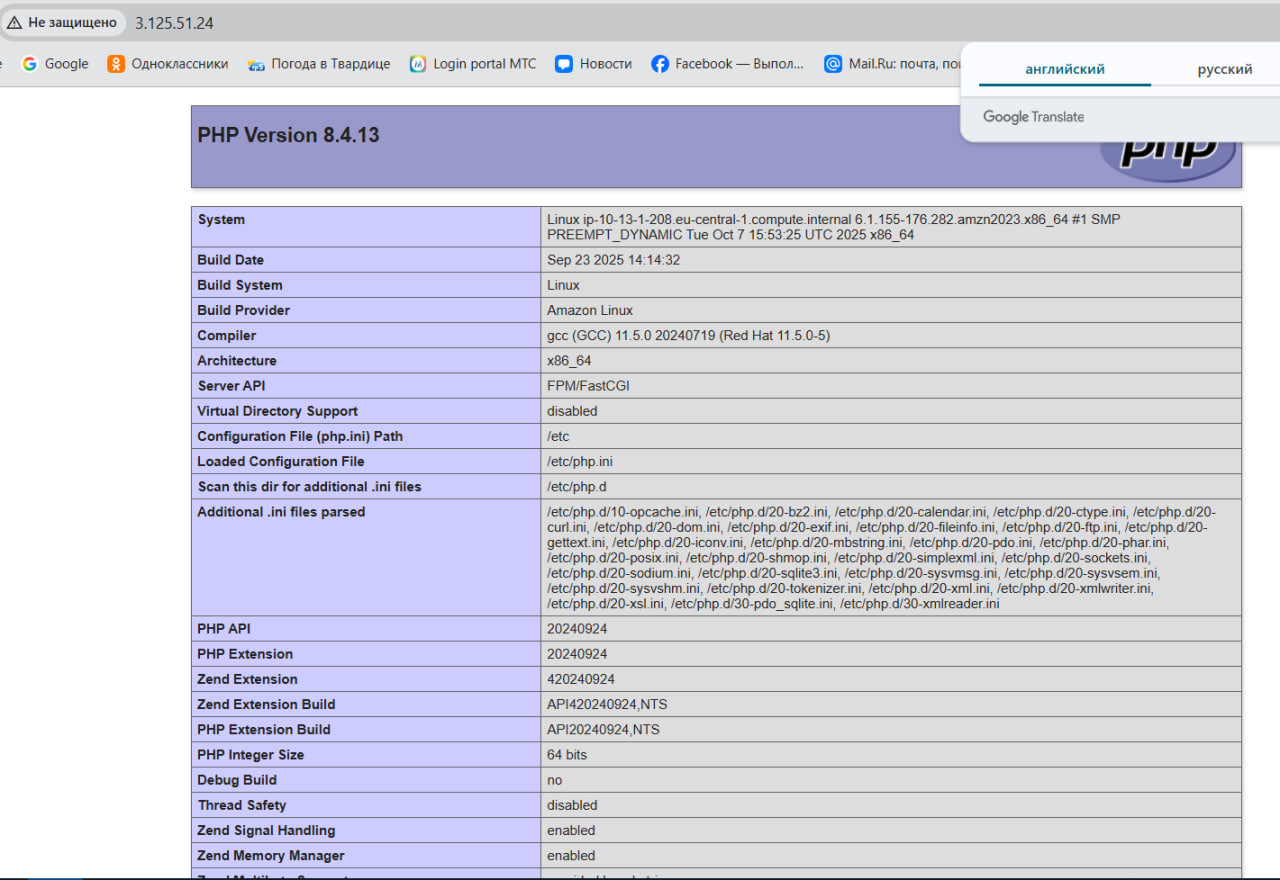 Не защищено 3.125.51.24
Google Одноклассники Погода в Твардице Login portal МТС Новости Facebook — Выпол... Mail.Ru: почта,
английский русский
Google Translate
PHP Version 8.4.13
php
System Linux ip-10-13-1-208.eu-central-1.compute.internal 6.1.155-176.282.amzn2023.x86_64 #1 SMP
PREEMPT_DYNAMIC Tue Oct 7 15:53:25 UTC 2025 x86_64
Build Date Sep 23 2025 14:14:32
Build System Linux
Build Provider Amazon Linux
Compiler gcc (GCC) 11.5.0 20240719 (Red Hat 11.5.0-5)
Architecture x86_64
Server API FPM/FastCGI
Virtual Directory Support disabled
Configuration File (php.ini) Path /etc
Loaded Configuration File /etc/php.ini
Scan this dir for additional .ini files /etc/php.d
Additional .ini files parsed /etc/php.d/10-opcache.ini, /etc/php.d/20-bz2.ini, /etc/php.d/20-calendar.ini, /etc/php.d/20-ctype.ini, /etc/php.d/20-
curl.ini, /etc/php.d/20-dom.ini, /etc/php.d/20-exif.ini, /etc/php.d/20-fileinfo.ini, /etc/php.d/20-ftp.ini, /etc/php.d/20-
gettext.ini, /etc/php.d/20-iconv.ini, /etc/php.d/20-mbstring.ini, /etc/php.d/20-pdo.ini, /etc/php.d/20-phar.ini,
/etc/php.d/20-posix.ini, /etc/php.d/20-shmop.ini, /etc/php.d/20-simplexml.ini, /etc/php.d/20-sockets.ini,
/etc/php.d/20-sodium.ini, /etc/php.d/20-sqlite3.ini, /etc/php.d/20-sysvmsg.ini, /etc/php.d/20-sysvsem.ini,
/etc/php.d/20-sysvshm.ini, /etc/php.d/20-tokenizer.ini, /etc/php.d/20-xml.ini, /etc/php.d/20-xmlwriter.ini,
/etc/php.d/20-xsl.ini, /etc/php.d/30-pdo_sqlite.ini, /etc/php.d/30-xmlreader.ini
PHP API 20240924
PHP Extension 20240924
Zend Extension 420240924
Zend Extension Build API420240924,NTS
PHP Extension Build API20240924,NTS
PHP Integer Size 64 bits
Debug Build no
Thread Safety disabled
Zend Signal Handling enabled
Zend Memory Manager enabled